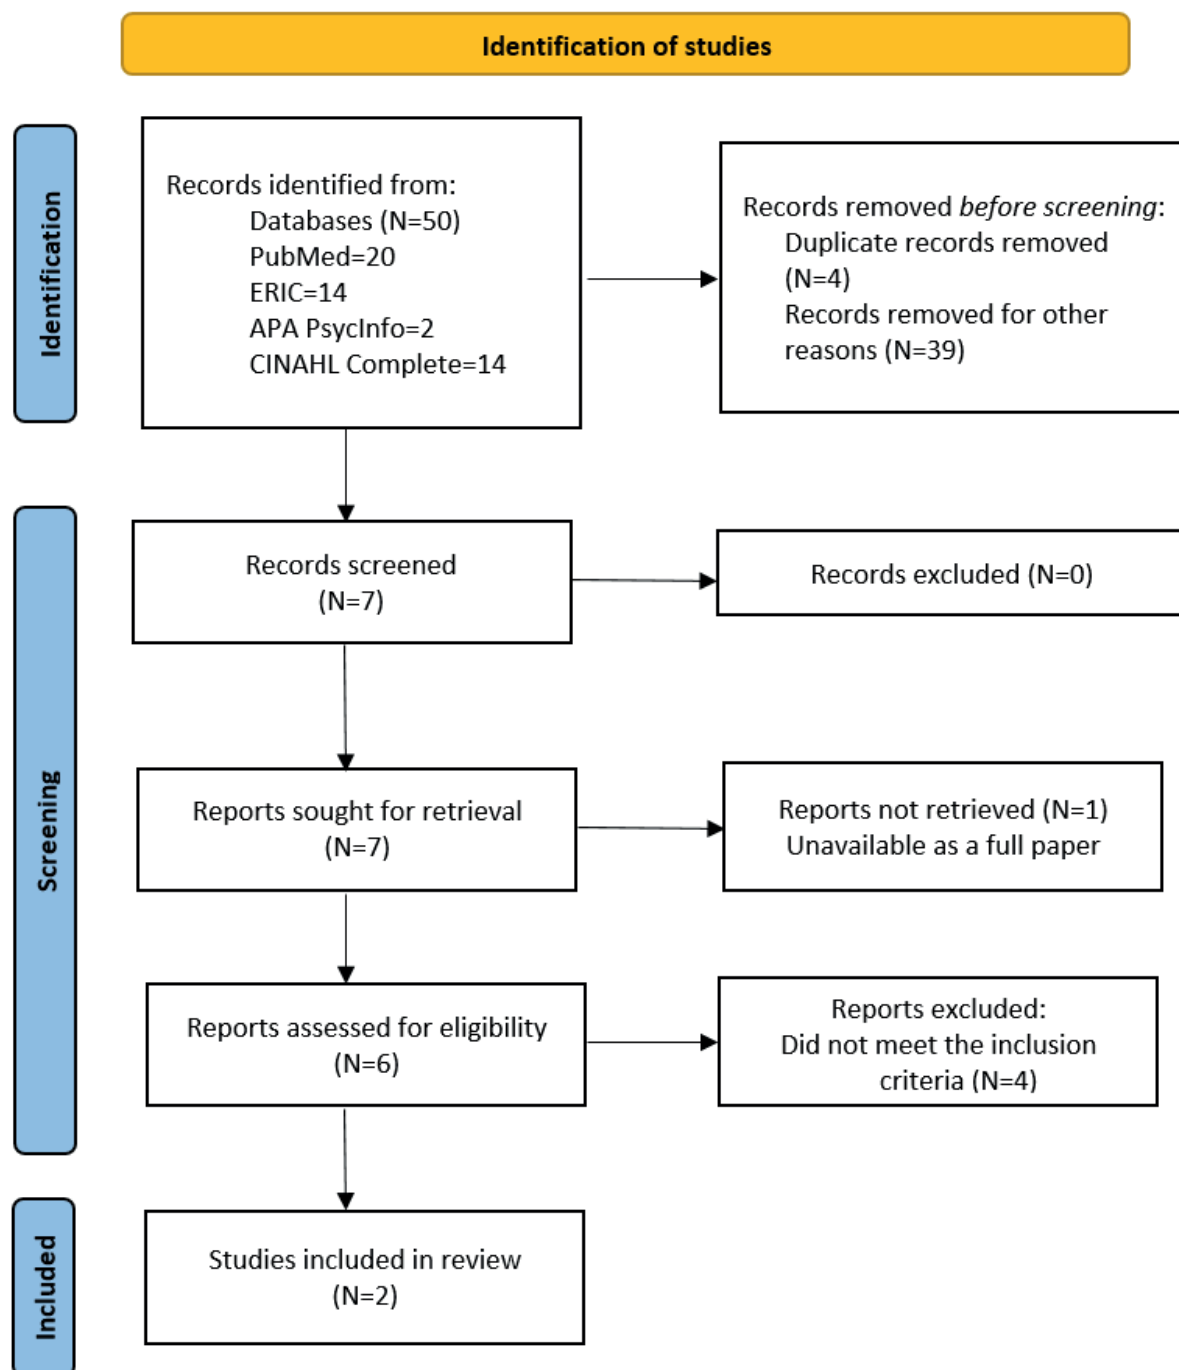 Identification of studies
Identification
Records identified from:
Databases (N=50)
PubMed=20
ERIC=14
APA PsycInfo=2
CINAHL Complete=14
Records removed before screening:
Duplicate records removed
(N=4)
Records removed for other
reasons (N=39)
Screening
Records screened
(N=7)
Records excluded (N=0)
Reports sought for retrieval
(N=7)
Reports not retrieved (N=1)
Unavailable as a full paper
Reports assessed for eligibility
(N=6)
Reports excluded:
Did not meet the inclusion
criteria (N=4)
Included
Studies included in review
(N=2)